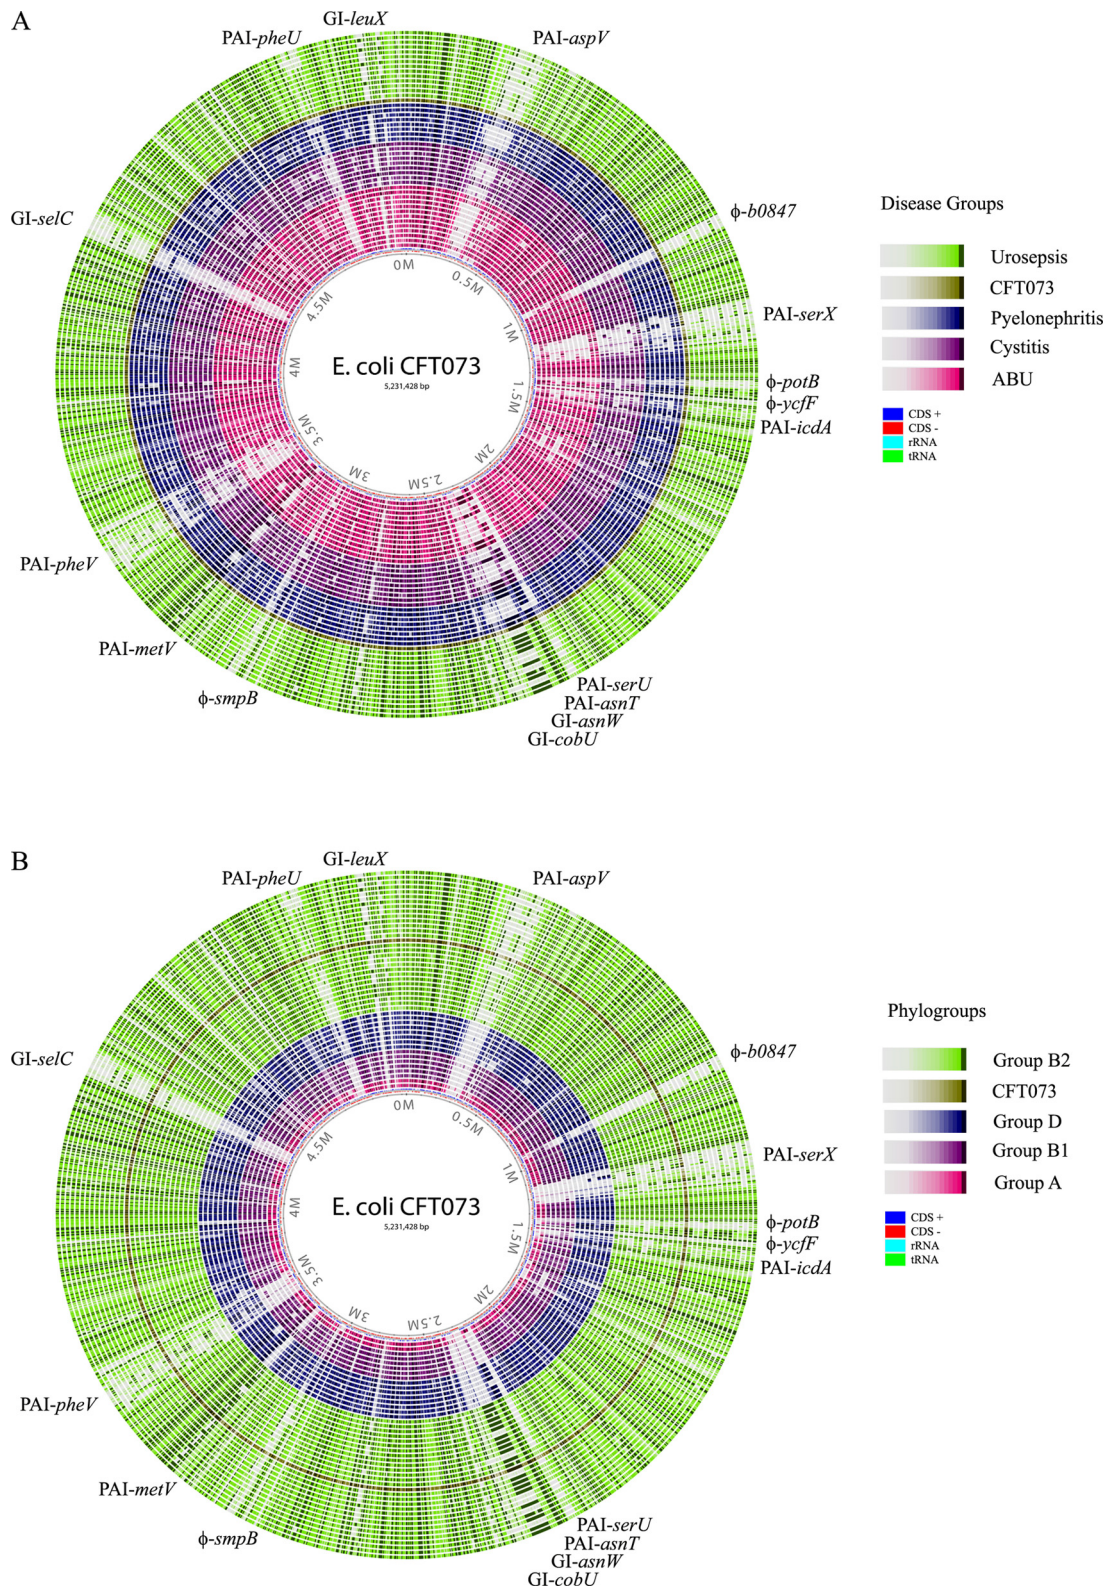 A
GI-leuX
PAI-pheU
PAI-aspV
GI-selC
ϕ-b0847
PAI-serX
ϕ-potB
ϕ-ycfF
PAI-icdA
PAI-pheV
PAI-metV
ϕ-smpB
PAI-serU
PAI-asnT
GI-asnW
GI-cobU
0M
0.5M
1M
1.5M
2M
2.5M
3M
3.5M
4M
4.5M
E. coli CFT073
5,231,428 bp
Disease Groups
Urosepsis
CFT073
Pyelonephritis
Cystitis
ABU
CDS +
CDS -
rRNA
tRNA
B
GI-leuX
PAI-pheU
PAI-aspV
GI-selC
ϕ-b0847
PAI-serX
ϕ-potB
ϕ-ycfF
PAI-icdA
PAI-pheV
PAI-metV
ϕ-smpB
PAI-serU
PAI-asnT
GI-asnW
GI-cobU
0M
0.5M
1M
1.5M
2M
2.5M
3M
3.5M
4M
4.5M
E. coli CFT073
5,231,428 bp
Phylogroups
Group B2
CFT073
Group D
Group B1
Group A
CDS +
CDS -
rRNA
tRNA